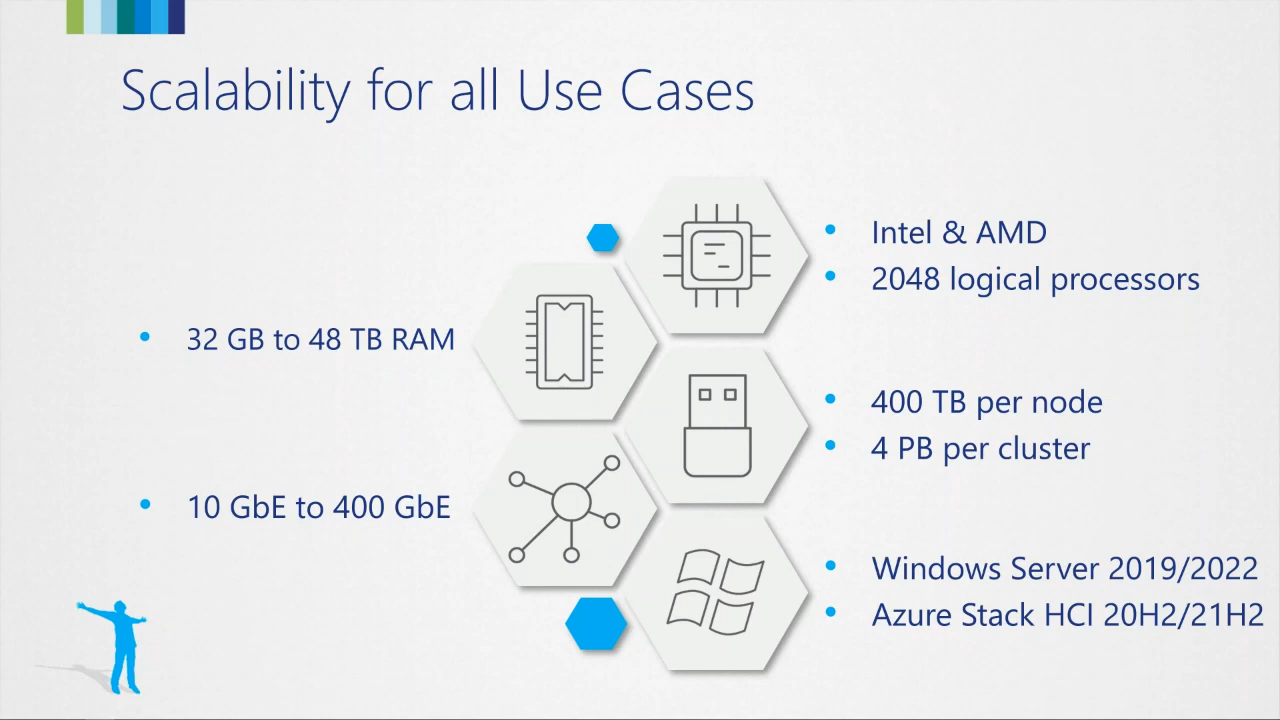 Scalability for all Use Cases
• Intel & AMD
• 2048 logical processors
• 32 GB to 48 TB RAM
• 400 TB per node
• 4 PB per cluster
• 10 GbE to 400 GbE
• Windows Server 2019/2022
• Azure Stack HCI 20H2/21H2